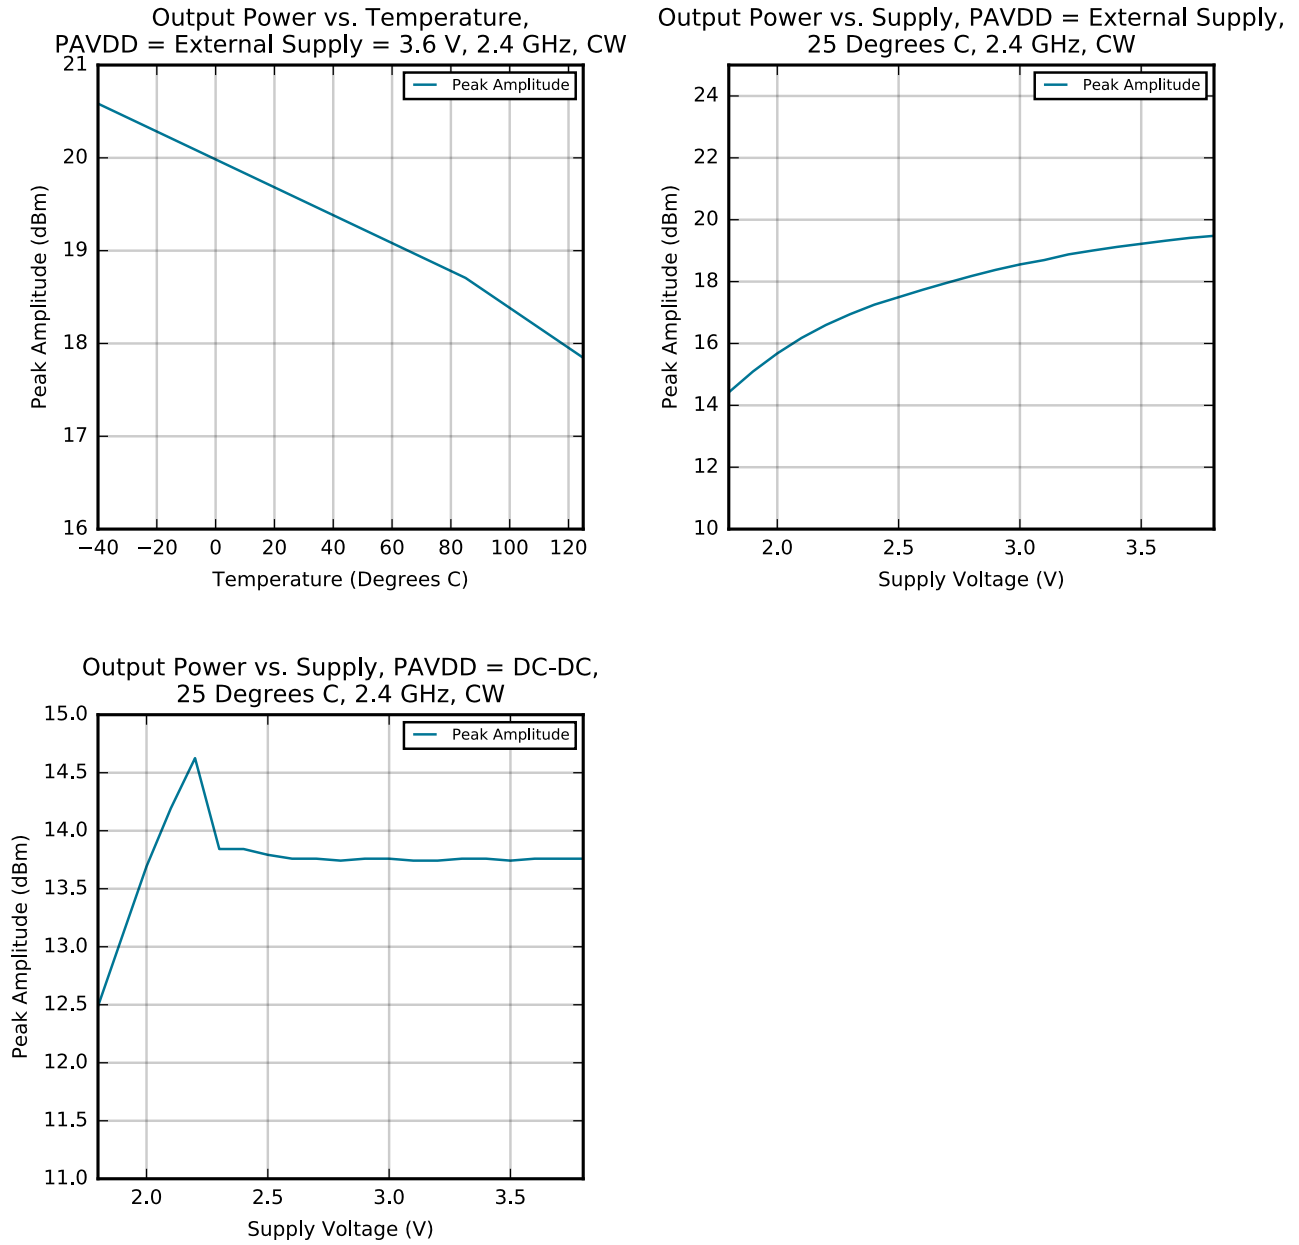 Output Power vs. Temperature,
PAVDD = External Supply = 3.6 V, 2.4 GHz, CW
Peak Amplitude
21
20
19
18
17
16
Peak Amplitude (dBm)
−40 −20 0 20 40 60 80 100 120
Temperature (Degrees C)
Output Power vs. Supply, PAVDD = External Supply,
25 Degrees C, 2.4 GHz, CW
Peak Amplitude
24
22
20
18
16
14
12
10
Peak Amplitude (dBm)
2.0 2.5 3.0 3.5
Supply Voltage (V)
Output Power vs. Supply, PAVDD = DC-DC,
25 Degrees C, 2.4 GHz, CW
Peak Amplitude
15.0
14.5
14.0
13.5
13.0
12.5
12.0
11.5
11.0
Peak Amplitude (dBm)
2.0 2.5 3.0 3.5
Supply Voltage (V)